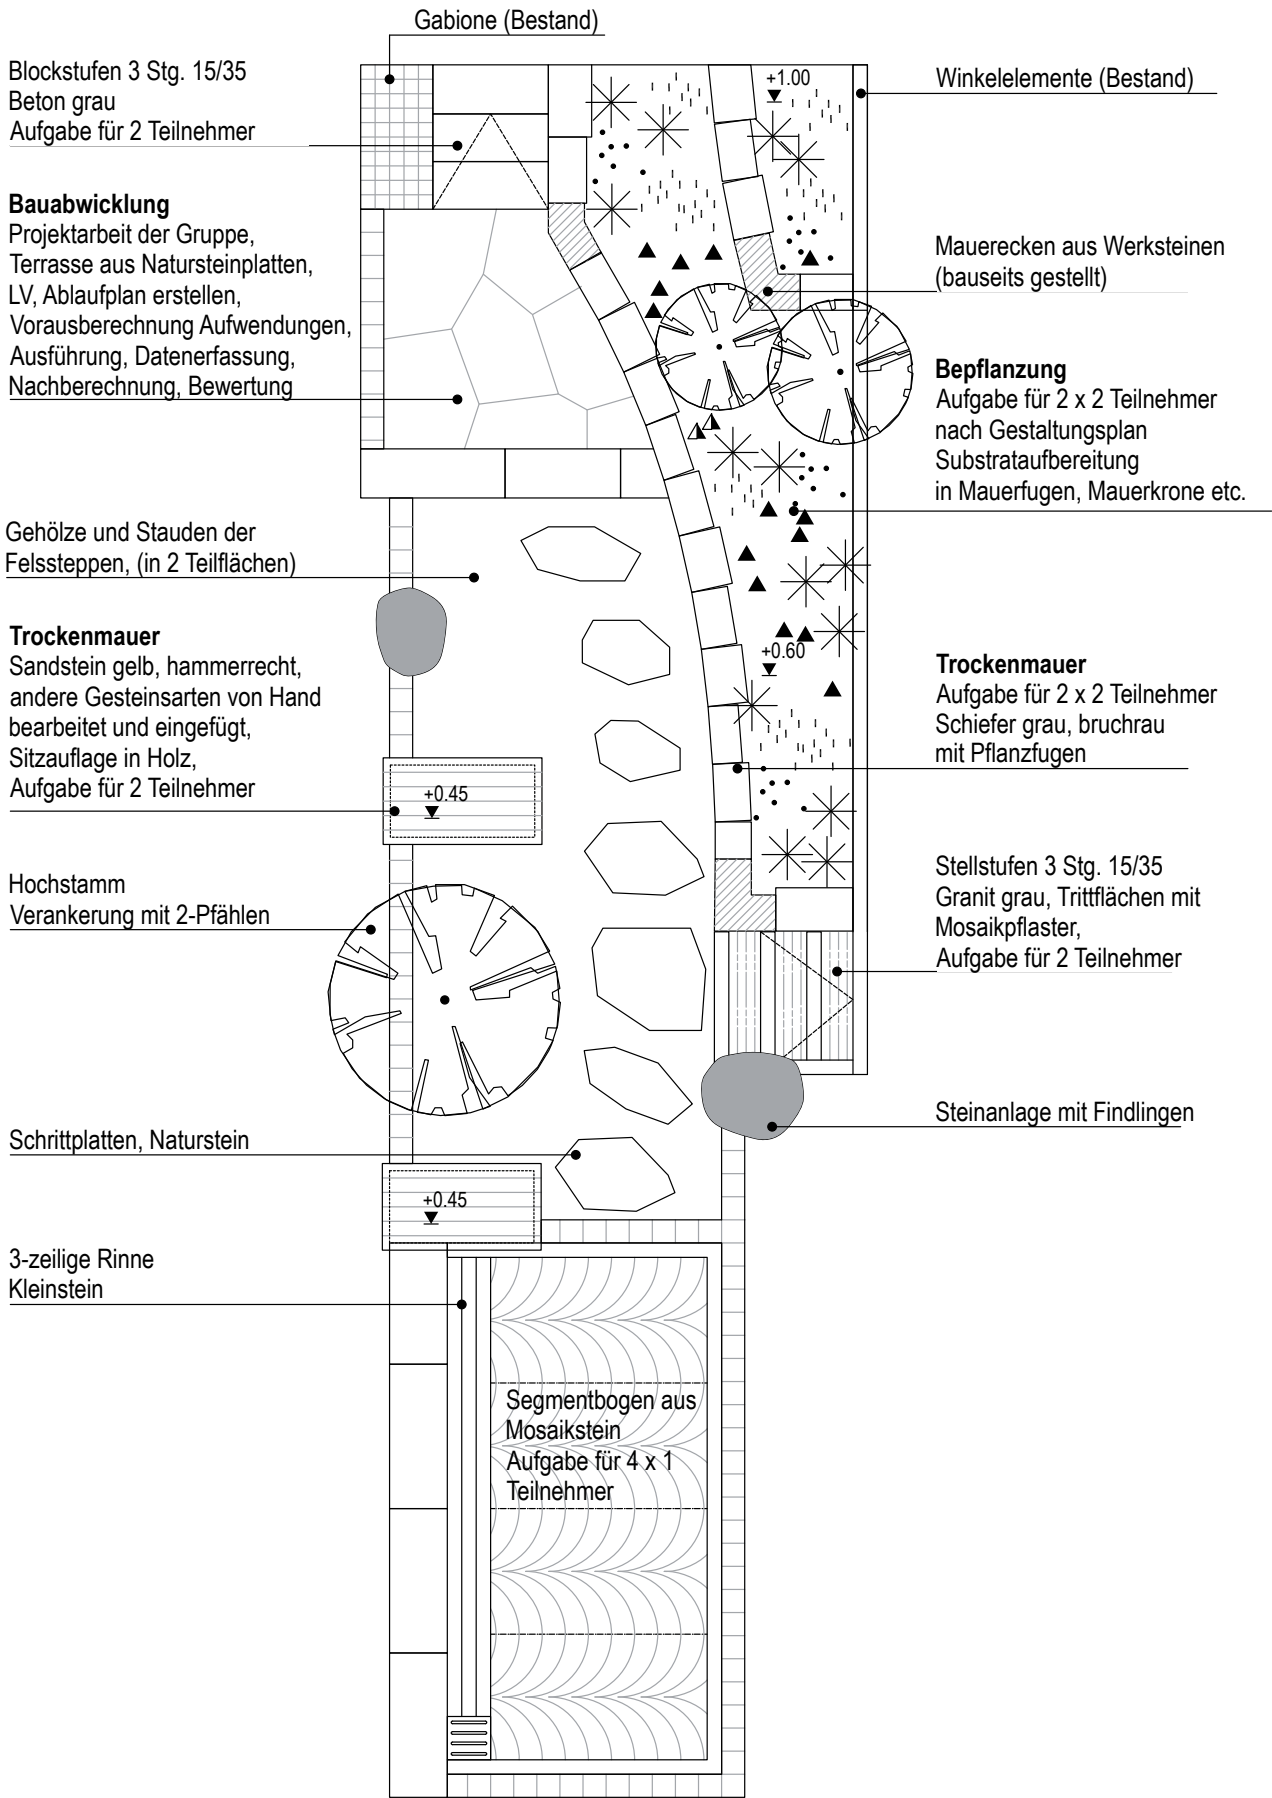 Gabione (Bestand)
Blockstufen 3 Stg. 15/35
Beton grau
Aufgabe für 2 Teilnehmer
Bauabwicklung
Projektarbeit der Gruppe,
Terrasse aus Natursteinplatten,
LV, Ablaufplan erstellen,
Vorausberechnung Aufwendungen,
Ausführung, Datenerfassung,
Nachberechnung, Bewertung
Gehölze und Stauden der
Felssteppen, (in 2 Teilflächen)
Trockenmauer
Sandstein gelb, hammerrecht,
andere Gesteinsarten von Hand
bearbeitet und eingefügt,
Sitzauflage in Holz,
Aufgabe für 2 Teilnehmer
Hochstamm
Verankerung mit 2-Pfählen
Schrittplatten, Naturstein
3-zeilige Rinne
Kleinstein
+1.00
+0.60
+0.45
+0.45
Segmentbogen aus
Mosaikstein
Aufgabe für 4 x 1
Teilnehmer
Winkelelemente (Bestand)
Mauerecken aus Werksteinen
(bauseits gestellt)
Bepflanzung
Aufgabe für 2 x 2 Teilnehmer
nach Gestaltungsplan
Substrataufbereitung
in Mauerfugen, Mauerkrone etc.
Trockenmauer
Aufgabe für 2 x 2 Teilnehmer
Schiefer grau, bruchrau
mit Pflanzfugen
Stellstufen 3 Stg. 15/35
Granit grau, Trittflächen mit
Mosaikpflaster,
Aufgabe für 2 Teilnehmer
Steinanlage mit Findlingen